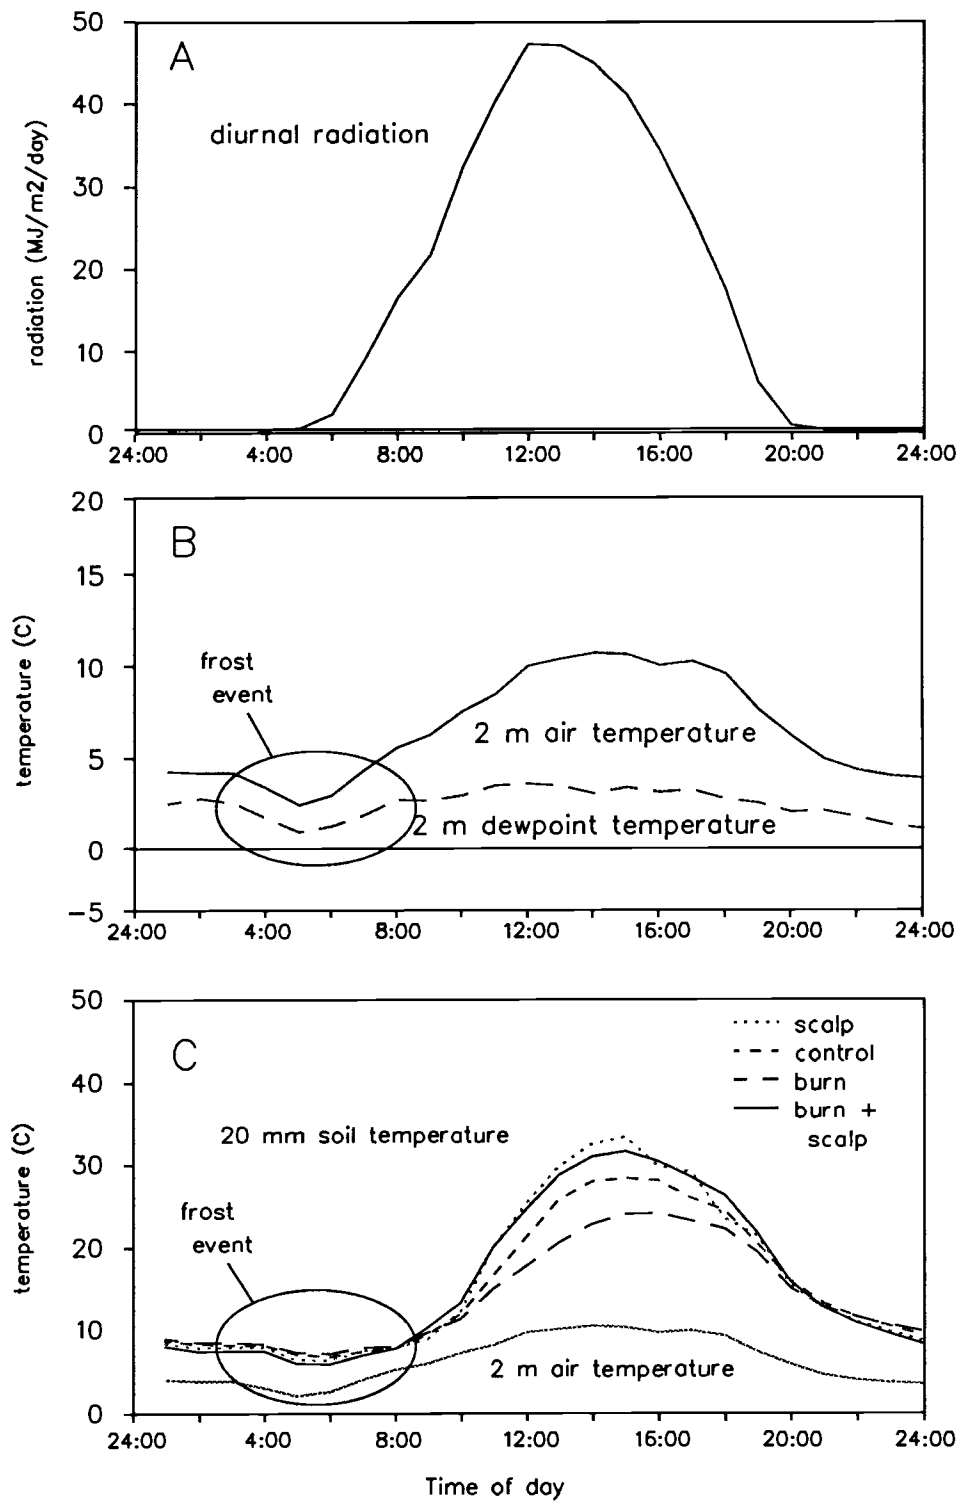 50
A
40
diurnal radiation
30
20
10
0
radiation (MJ/m2/day)
24:00 4:00 8:00 12:00 16:00 20:00 24:00
20
B
15
frost
event
10
2 m air temperature
5
2 m dewpoint temperature
0
-5
temperature (C)
24:00 4:00 8:00 12:00 16:00 20:00 24:00
50
C
scalp
control
burn
burn +
scalp
40
20 mm soil temperature
30
frost
event
20
10
2 m air temperature
0
temperature (C)
24:00 4:00 8:00 12:00 16:00 20:00 24:00
Time of day